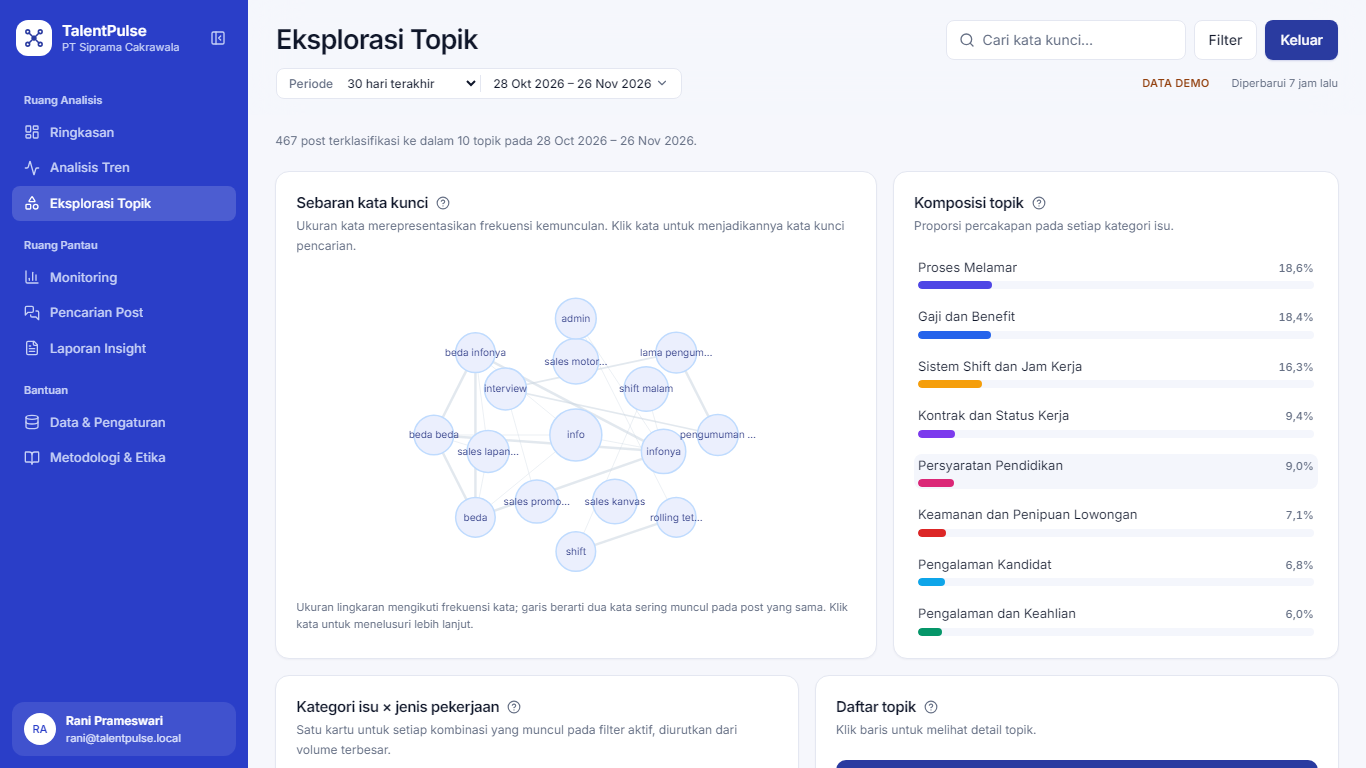 TalentPulse
PT Siprama Cakrawala
Ruang Analisis
Ringkasan
Analisis Tren
Eksplorasi Topik
Ruang Pantau
Monitoring
Pencarian Post
Laporan Insight
Bantuan
Data & Pengaturan
Metodologi & Etika
RA
Rani Prameswari
rani@talentpulse.local
Eksplorasi Topik
Cari kata kunci...
Filter
Keluar
Periode 30 hari terakhir 28 Okt 2026 – 26 Nov 2026
DATA DEMO Diperbarui 7 jam lalu
467 post terklasifikasi ke dalam 10 topik pada 28 Oct 2026 – 26 Nov 2026.
Sebaran kata kunci
Ukuran kata merepresentasikan frekuensi kemunculan. Klik kata untuk menjadikannya kata kunci
pencarian.
admin
beda infonya
sales motor...
lama pengum...
interview
shift malam
beda beda
info
pengumuman ...
sales lapan...
infonya
sales promo...
sales kanvas
beda
rolling tet...
shift
Ukuran lingkaran mengikuti frekuensi kata; garis berarti dua kata sering muncul pada post yang sama. Klik
kata untuk menelusuri lebih lanjut.
Komposisi topik
Proporsi percakapan pada setiap kategori isu.
Proses Melamar 18,6%
Gaji dan Benefit 18,4%
Sistem Shift dan Jam Kerja 16,3%
Kontrak dan Status Kerja 9,4%
Persyaratan Pendidikan 9,0%
Keamanan dan Penipuan Lowongan 7,1%
Pengalaman Kandidat 6,8%
Pengalaman dan Keahlian 6,0%
Kategori isu × jenis pekerjaan
Satu kartu untuk setiap kombinasi yang muncul pada filter aktif, diurutkan dari
volume terbesar.
Daftar topik
Klik baris untuk melihat detail topik.